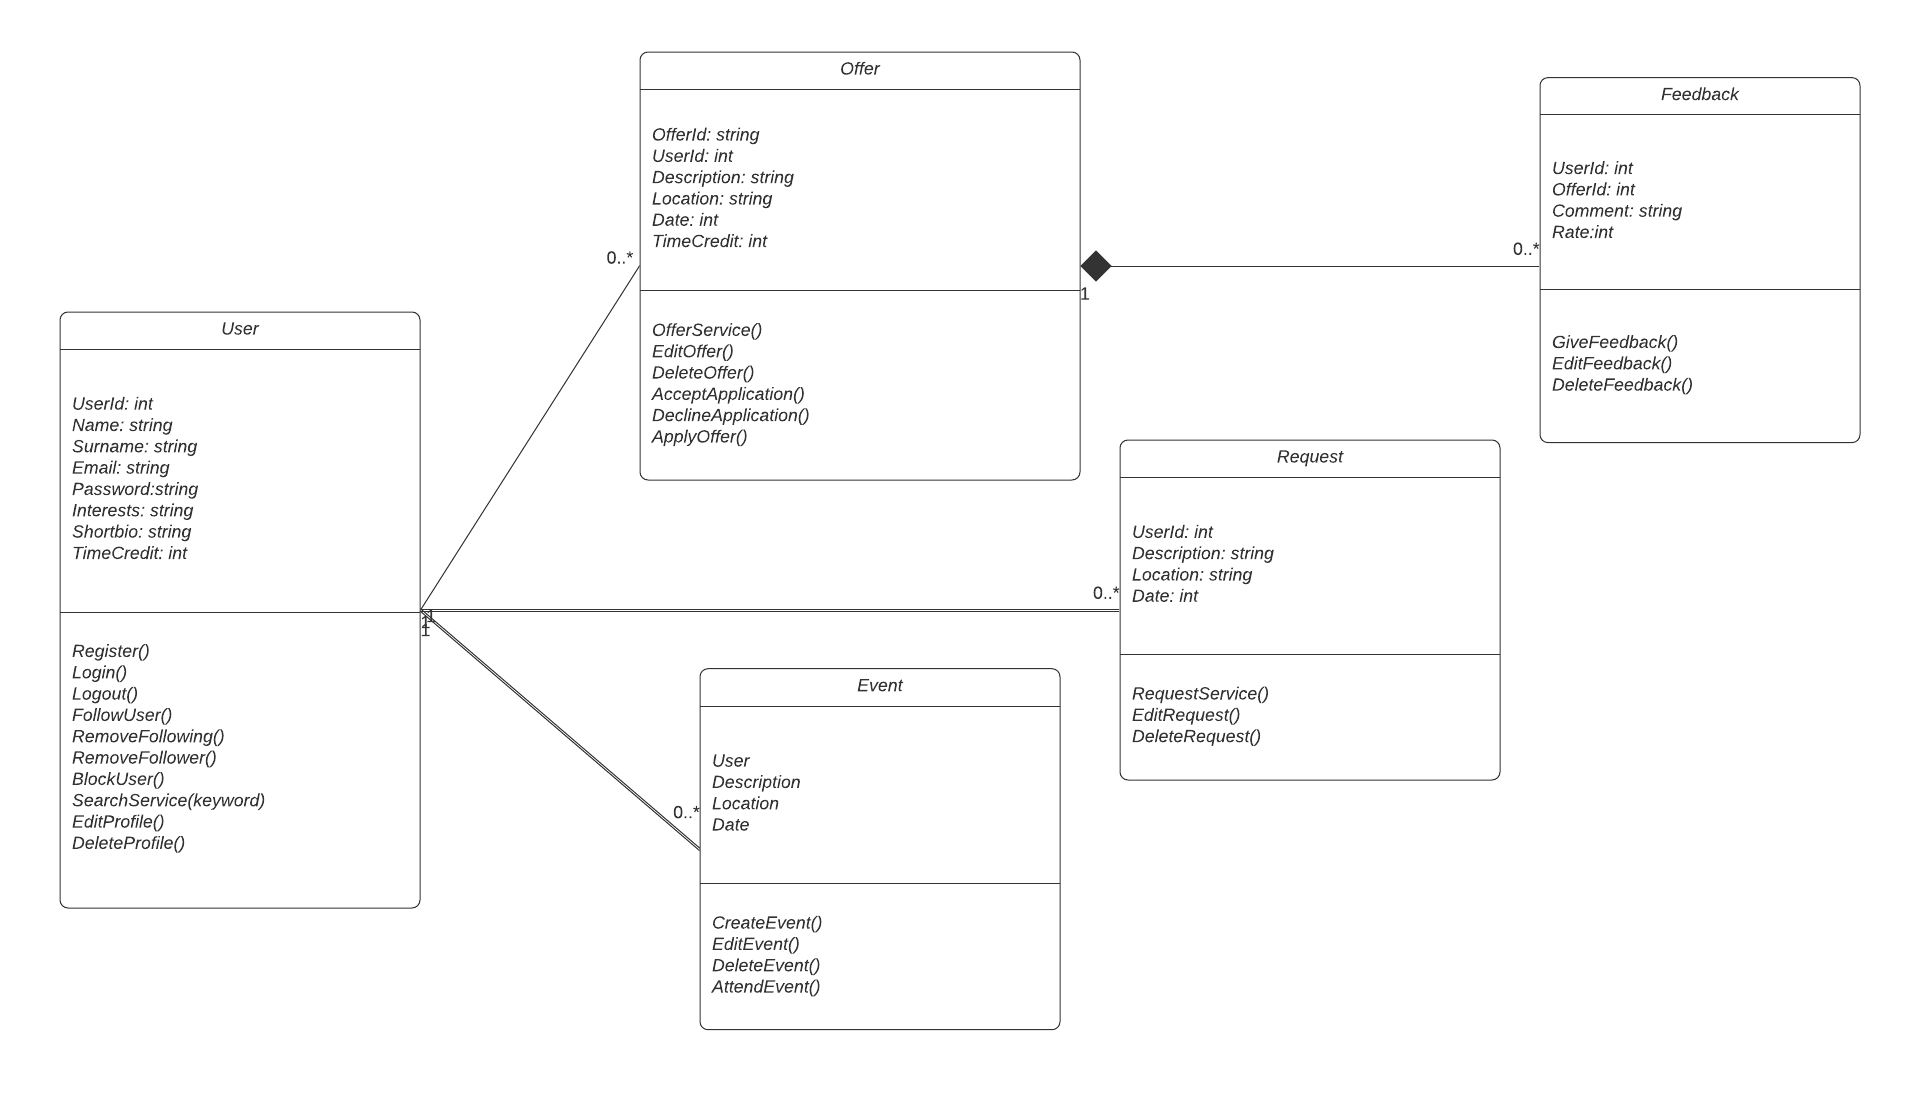 Offer
OfferId: string
UserId: int
Description: string
Location: string
Date: int
TimeCredit: int
OfferService()
EditOffer()
DeleteOffer()
AcceptApplication()
DeclineApplication()
ApplyOffer()
0..*
1
Feedback
UserId: int
OfferId: int
Comment: string
Rate:int
GiveFeedback()
EditFeedback()
DeleteFeedback()
0..*
User
UserId: int
Name: string
Surname: string
Email: string
Password:string
Interests: string
Shortbio: string
TimeCredit: int
Register()
Login()
Logout()
FollowUser()
RemoveFollowing()
RemoveFollower()
BlockUser()
SearchService(keyword)
EditProfile()
DeleteProfile()
1
1
1
Request
UserId: int
Description: string
Location: string
Date: int
RequestService()
EditRequest()
DeleteRequest()
0..*
Event
User
Description
Location
Date
CreateEvent()
EditEvent()
DeleteEvent()
AttendEvent()
0..*